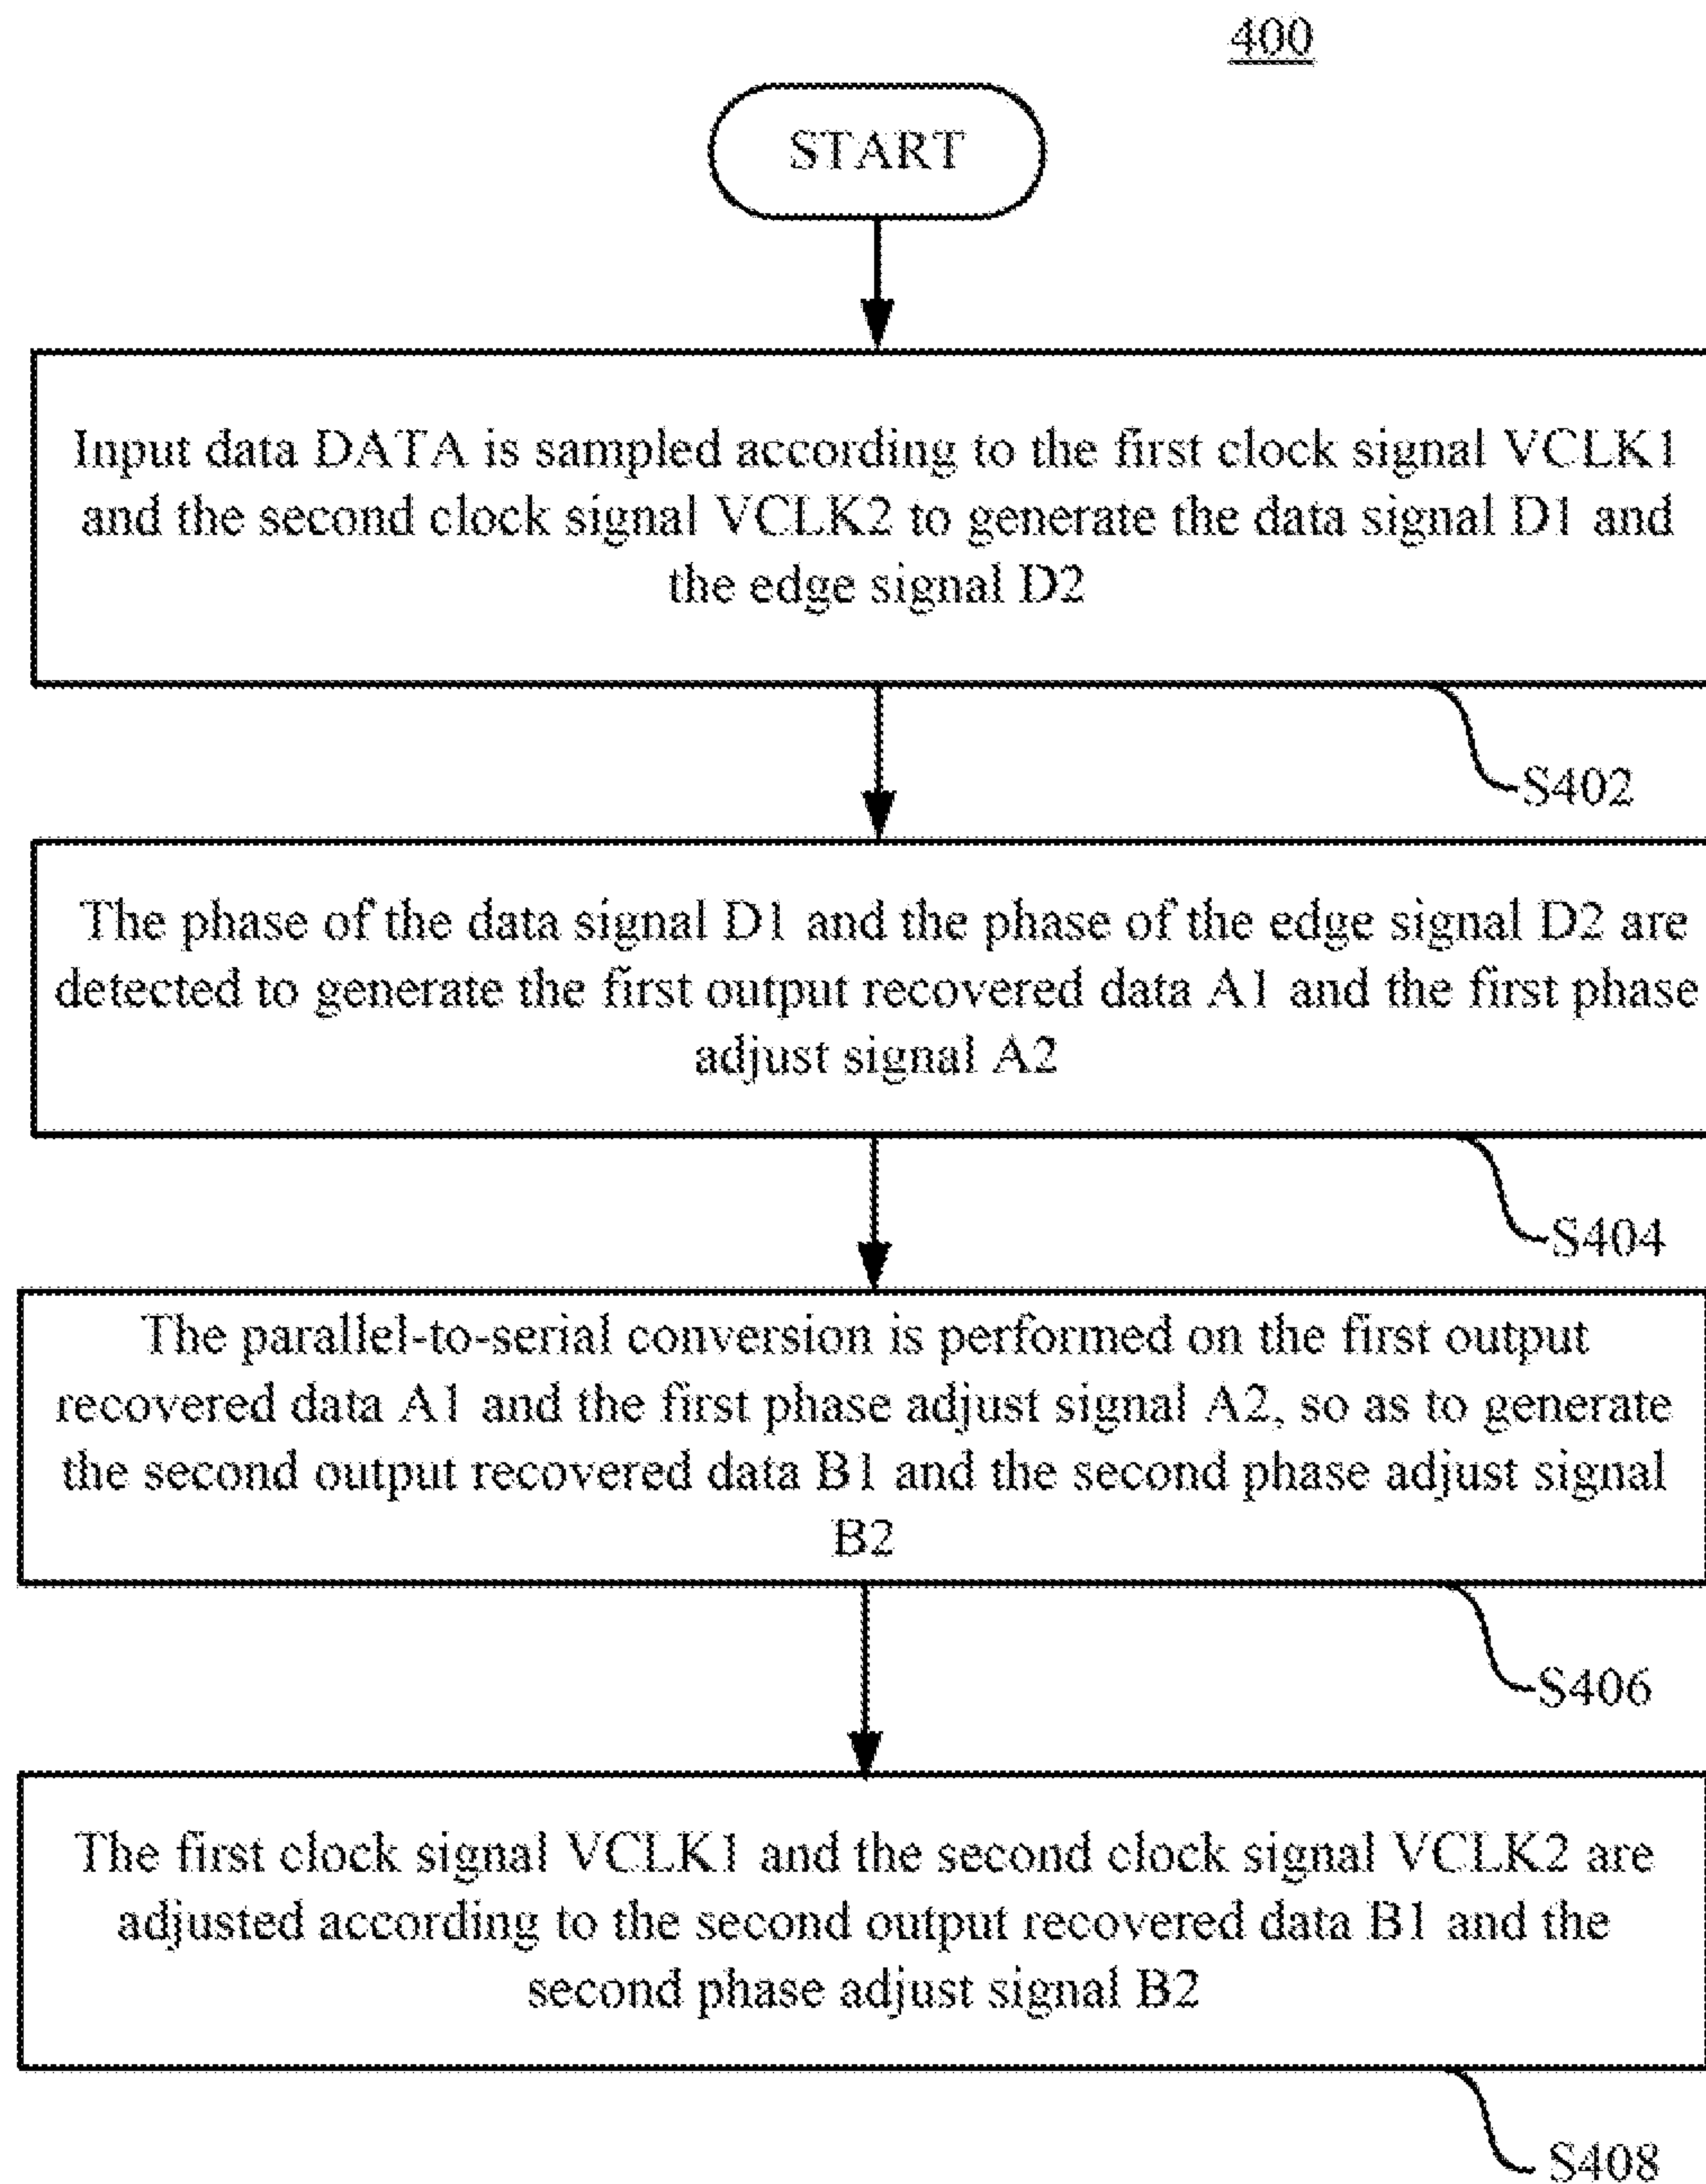 400
START
Input data DATA is sampled according to the first clock signal VCLK1
and the second clock signal VCLK2 to generate the data signal D1 and
the edge signal D2
S402
The phase of the data signal D1 and the phase of the edge signal D2 are
detected to generate the first output recovered data A1 and the first phase
adjust signal A2
S404
The parallel-to-serial conversion is performed on the first output
recovered data A1 and the first phase adjust signal A2, so as to generate
the second output recovered data B1 and the second phase adjust signal
B2
S406
The first clock signal VCLK1 and the second clock signal VCLK2 are
adjusted according to the second output recovered data B1 and the
second phase adjust signal B2
S408